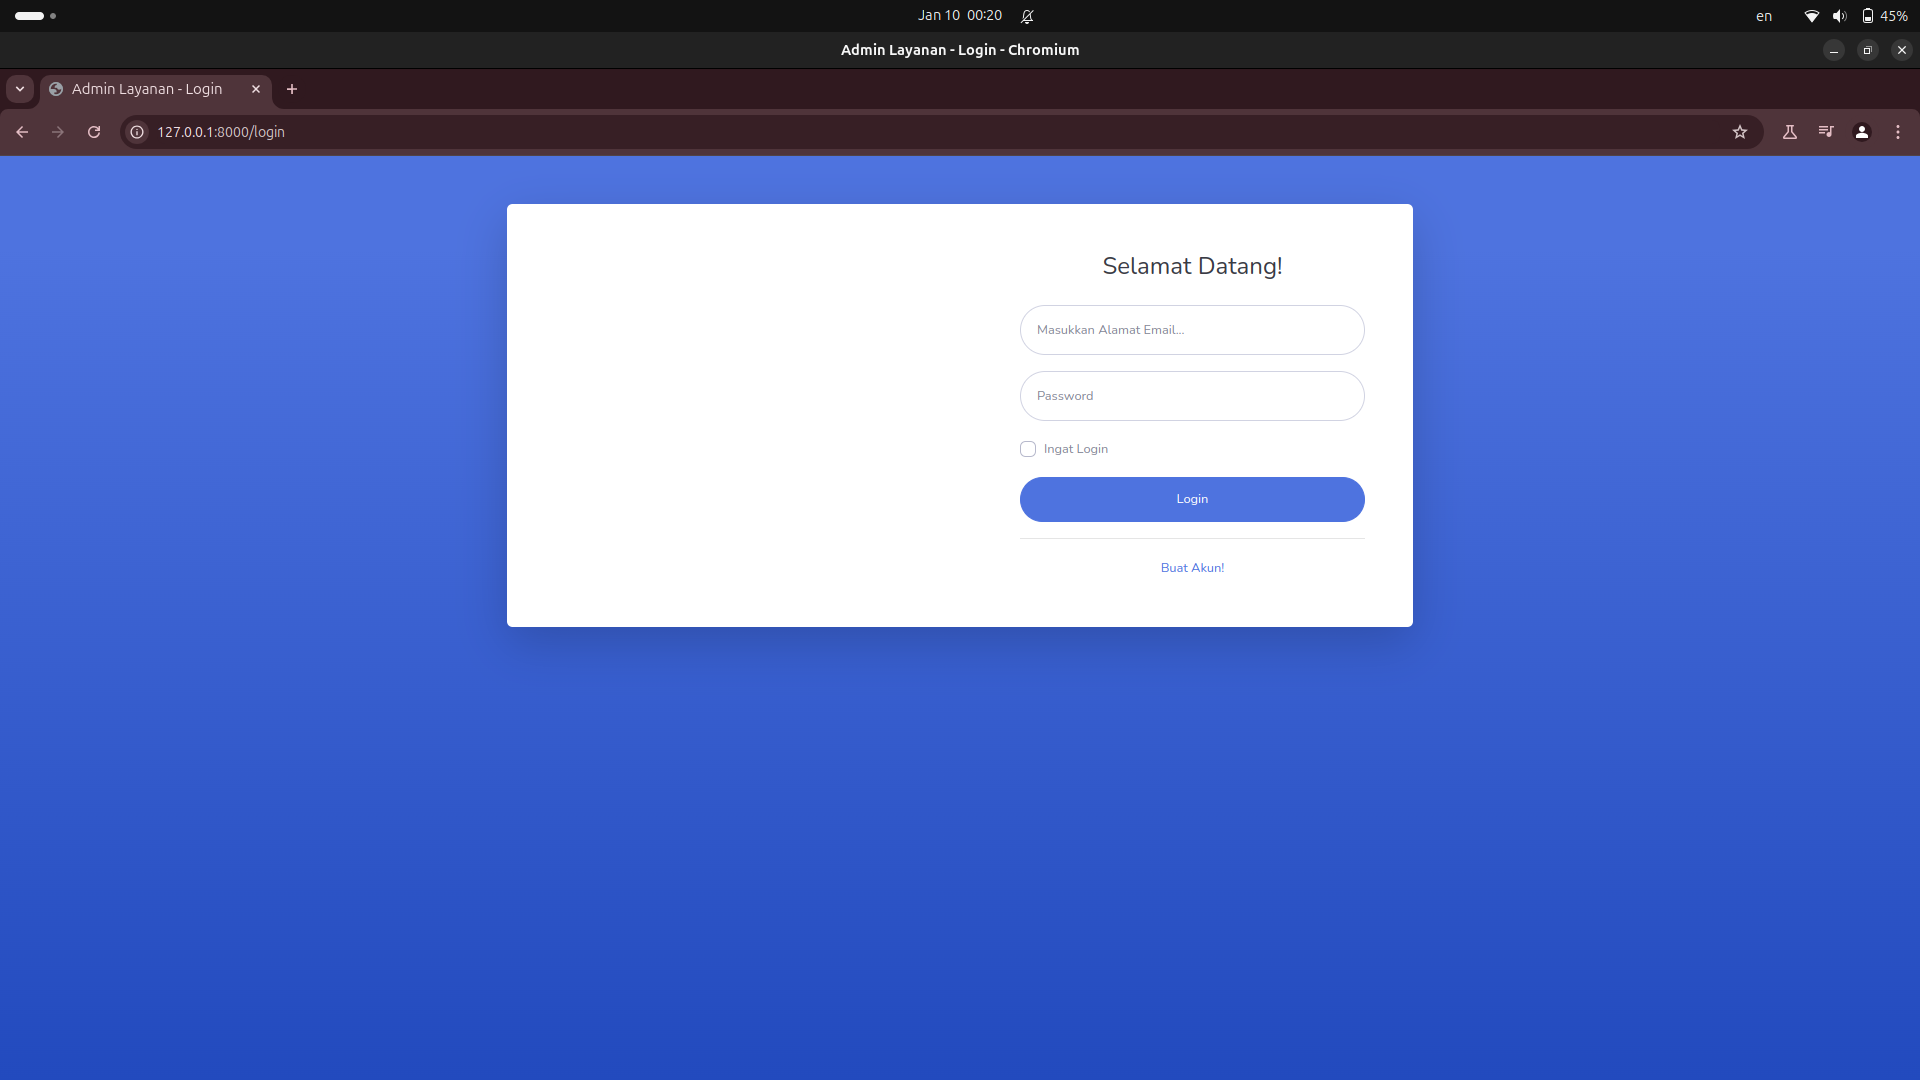 Jan 10 00:20
en
45%
Admin Layanan - Login - Chromium
Admin Layanan - Login
127.0.0.1:8000/login
Selamat Datang!
Masukkan Alamat Email...
Password
Ingat Login
Login
Buat Akun!